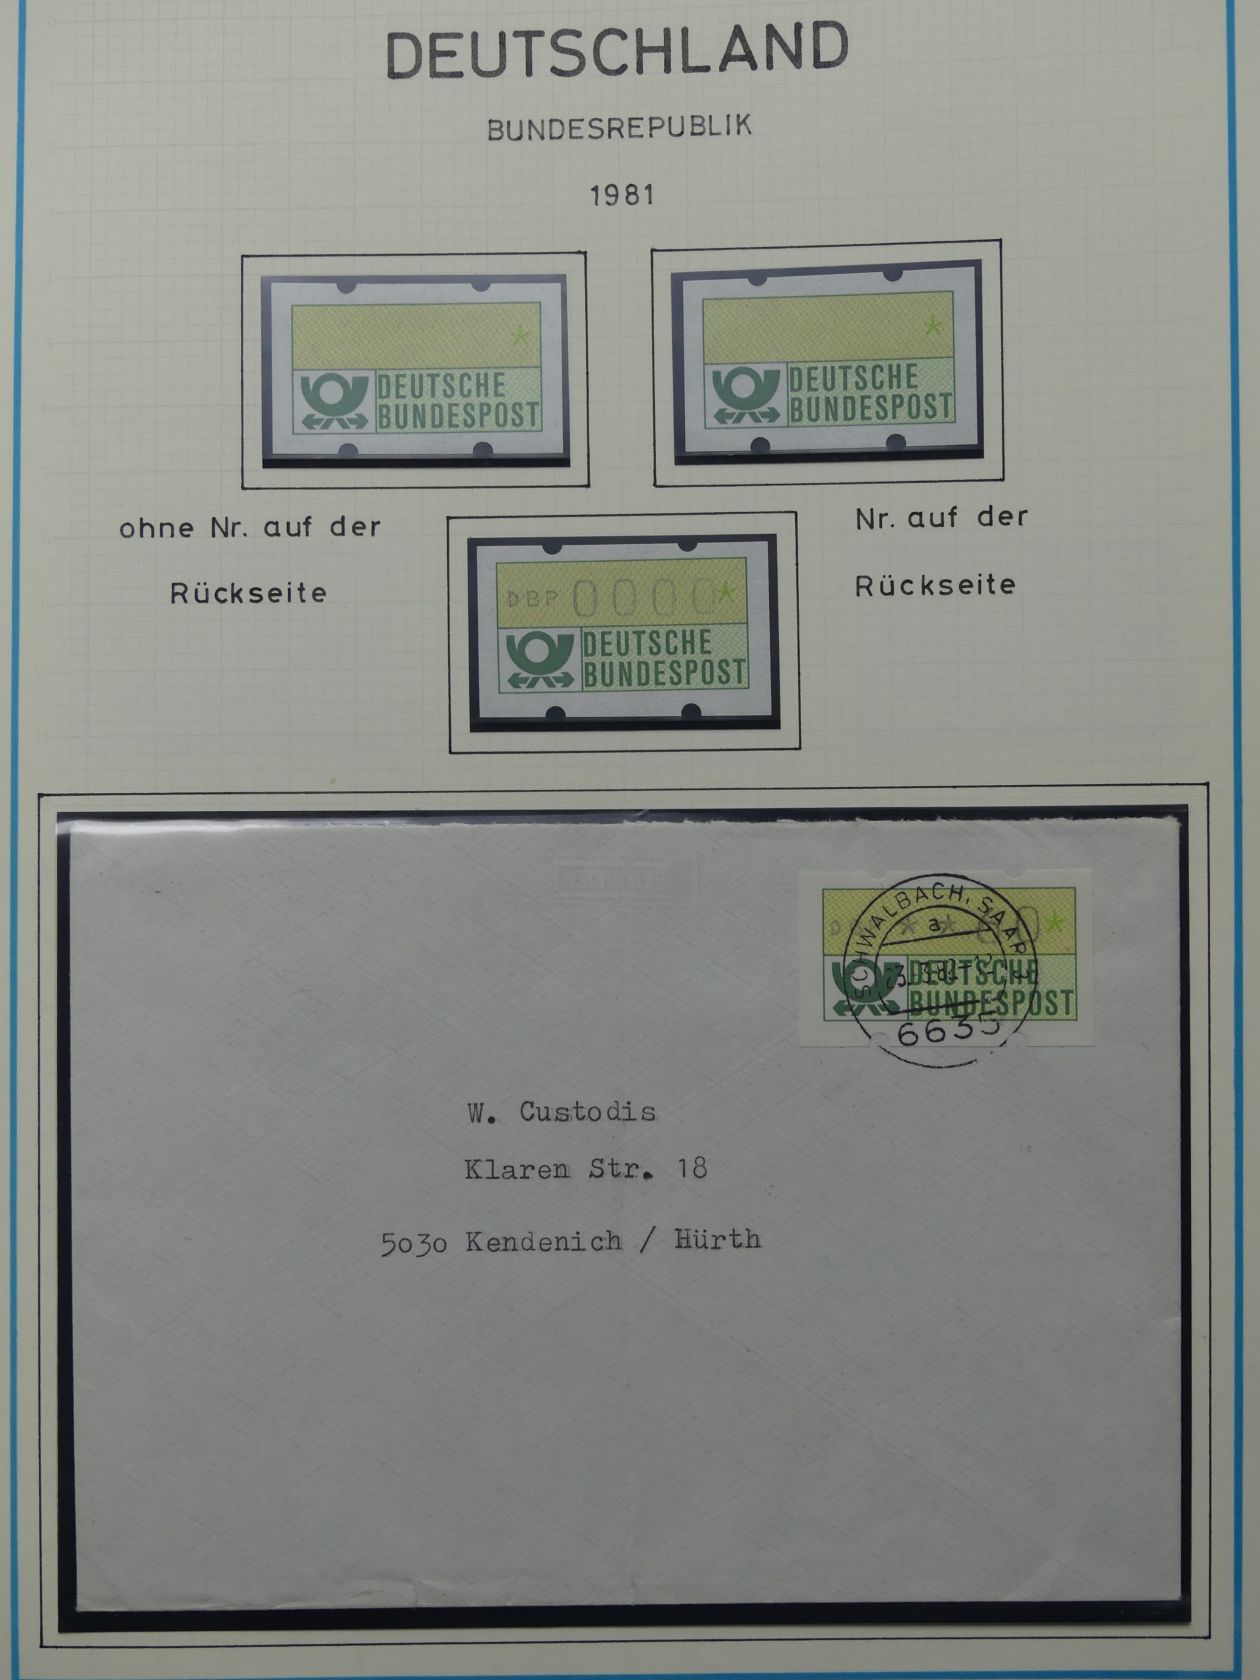 DEUTSCHLAND
BUNDESREPUBLIK
1981
*
DEUTSCHE
BUNDESPOST
*
DEUTSCHE
BUNDESPOST
ohne Nr. auf der
Rückseite
Nr. auf der
Rückseite
DBP 0000*
DEUTSCHE
BUNDESPOST
*
DEUTSCHE
BUNDESPOST
SCHWALBACH, SAAR
a
6635
W. Custodis
Klaren Str. 18
5030 Kendenich / Hürth